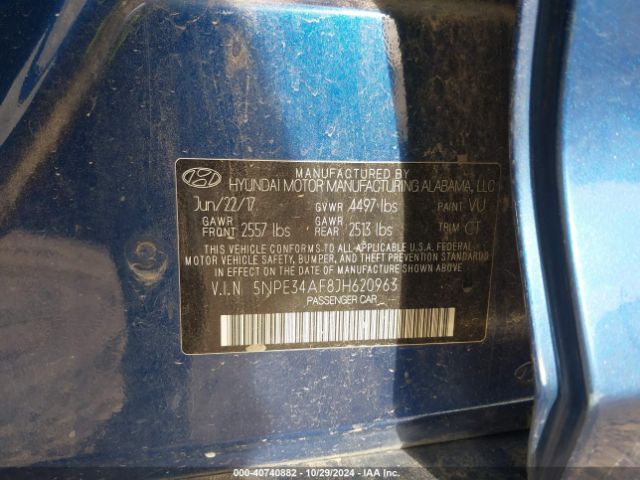 MANUFACTURED BY
HYUNDAI MOTOR MANUFACTURING ALABAMA, LLC
Jun/22/17 GVWR 4497 lbs PAINT VU
GAWR FRONT 2557 lbs GAWR REAR 2513 lbs TRIM CT
THIS VEHICLE CONFORMS TO ALL APPLICABLE U.S.A. FEDERAL
MOTOR VEHICLE SAFETY, BUMPER, AND THEFT PREVENTION STANDARDS
IN EFFECT ON THE DATE OF MANUFACTURE SHOWN ABOVE.
V.I.N 5NPE34AF8JH620963
PASSENGER CAR
00-40740882 - 10/29/2024 - IAA Inc.